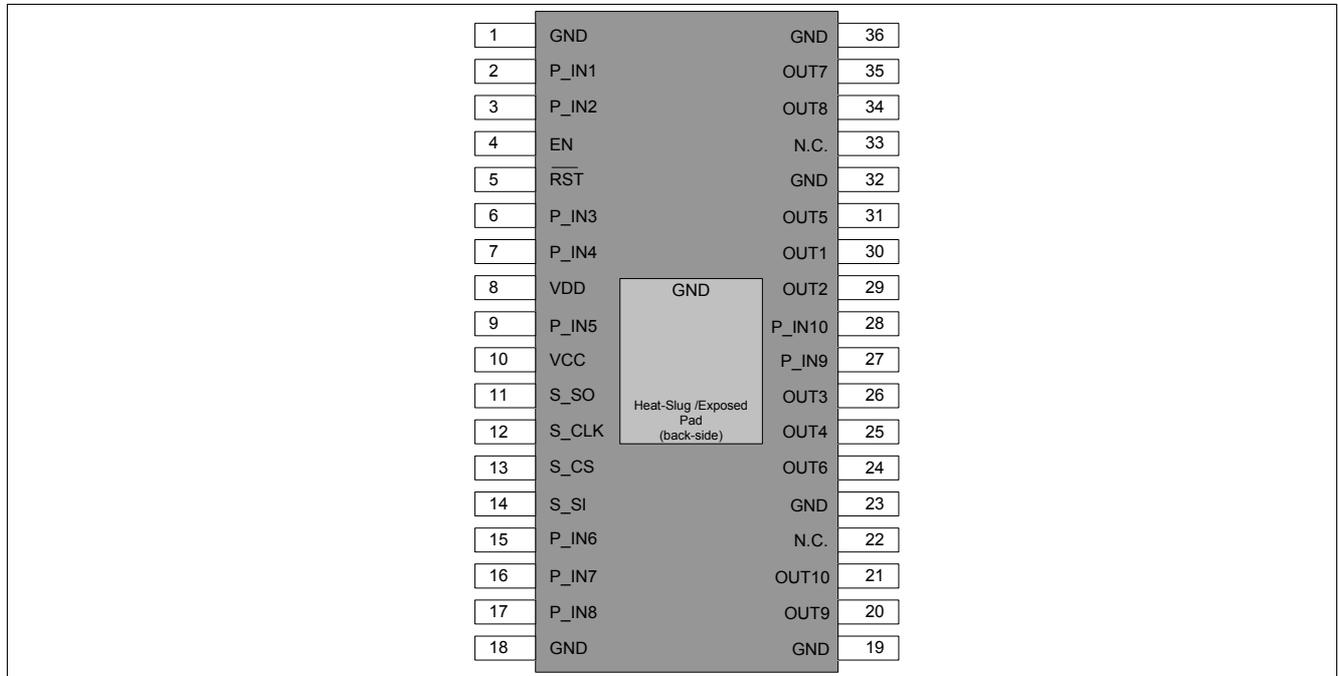 1 GND GND 36
2 P_IN1 OUT7 35
3 P_IN2 OUT8 34
4 EN N.C. 33
5 R̅S̅T̅ GND 32
6 P_IN3 OUT5 31
7 P_IN4 OUT1 30
8 VDD GND OUT2 29
9 P_IN5 P_IN10 28
10 VCC P_IN9 27
11 S_SO OUT3 26
Heat-Slug /Exposed
Pad
(back-side)
12 S_CLK OUT4 25
13 S_CS OUT6 24
14 S_SI GND 23
15 P_IN6 N.C. 22
16 P_IN7 OUT10 21
17 P_IN8 OUT9 20
18 GND GND 19